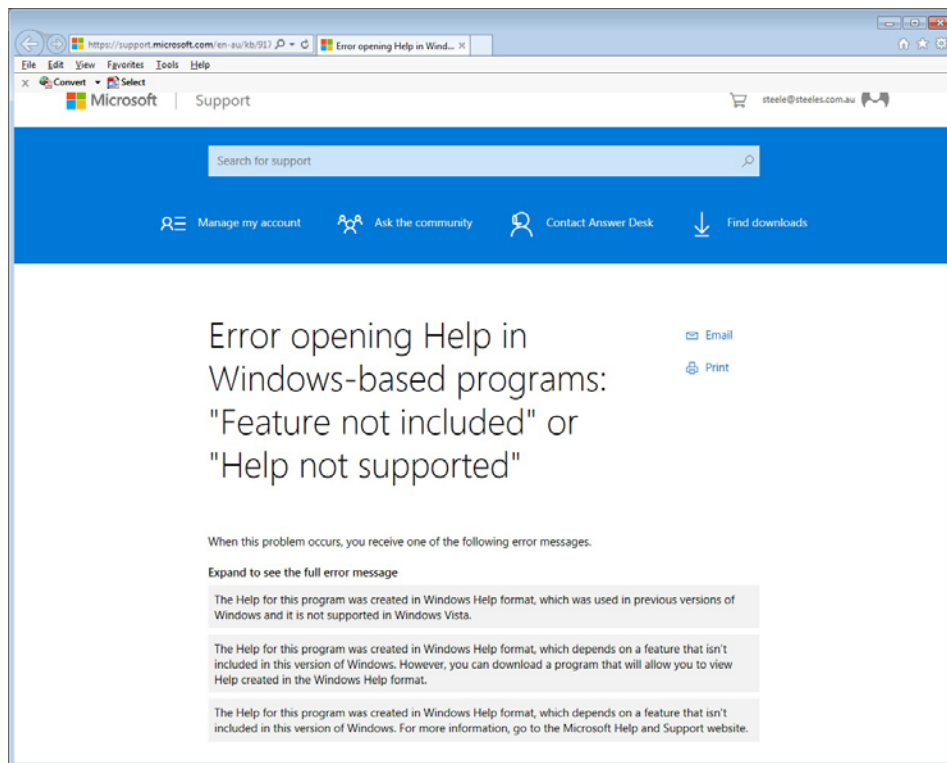 https://support.microsoft.com/en-au/kb/917
Error opening Help in Wind...
File Edit View Favorites Tools Help
x Convert Select
Microsoft Support
steele@steeles.com.au
Search for support
Manage my account Ask the community Contact Answer Desk Find downloads
Error opening Help in
Windows-based programs:
"Feature not included" or
"Help not supported"
Email
Print
When this problem occurs, you receive one of the following error messages.
Expand to see the full error message
The Help for this program was created in Windows Help format, which was used in previous versions of
Windows and it is not supported in Windows Vista.
The Help for this program was created in Windows Help format, which depends on a feature that isn't
included in this version of Windows. However, you can download a program that will allow you to view
Help created in the Windows Help format.
The Help for this program was created in Windows Help format, which depends on a feature that isn't
included in this version of Windows. For more information, go to the Microsoft Help and Support website.